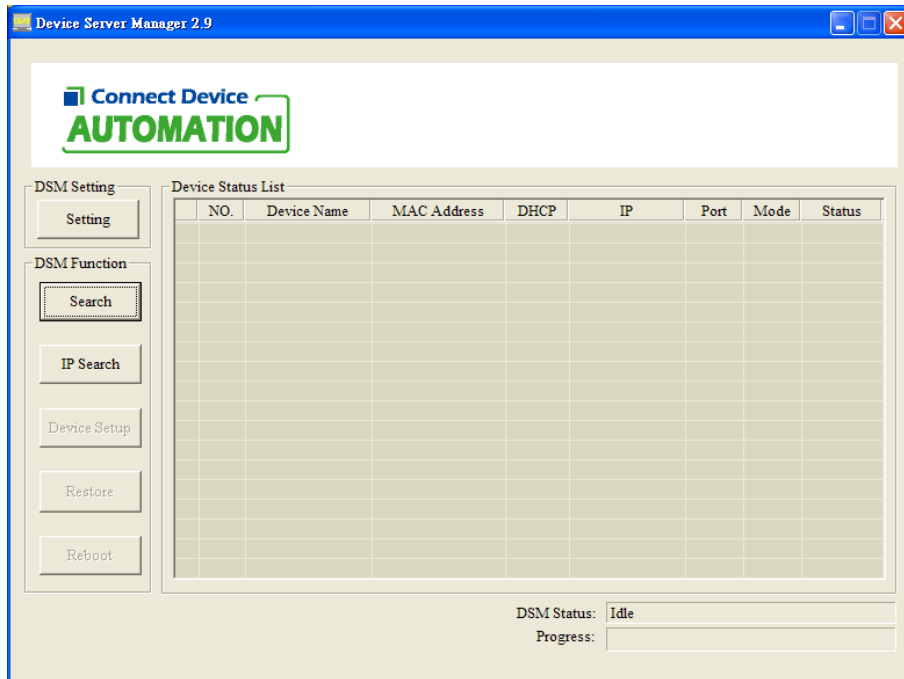 Device Server Manager 2.9
Connect Device
AUTOMATION
DSM Setting
Setting
DSM Function
Search
IP Search
Device Setup
Restore
Reboot
Device Status List
NO. Device Name MAC Address DHCP IP Port Mode Status
DSM Status: Idle
Progress: